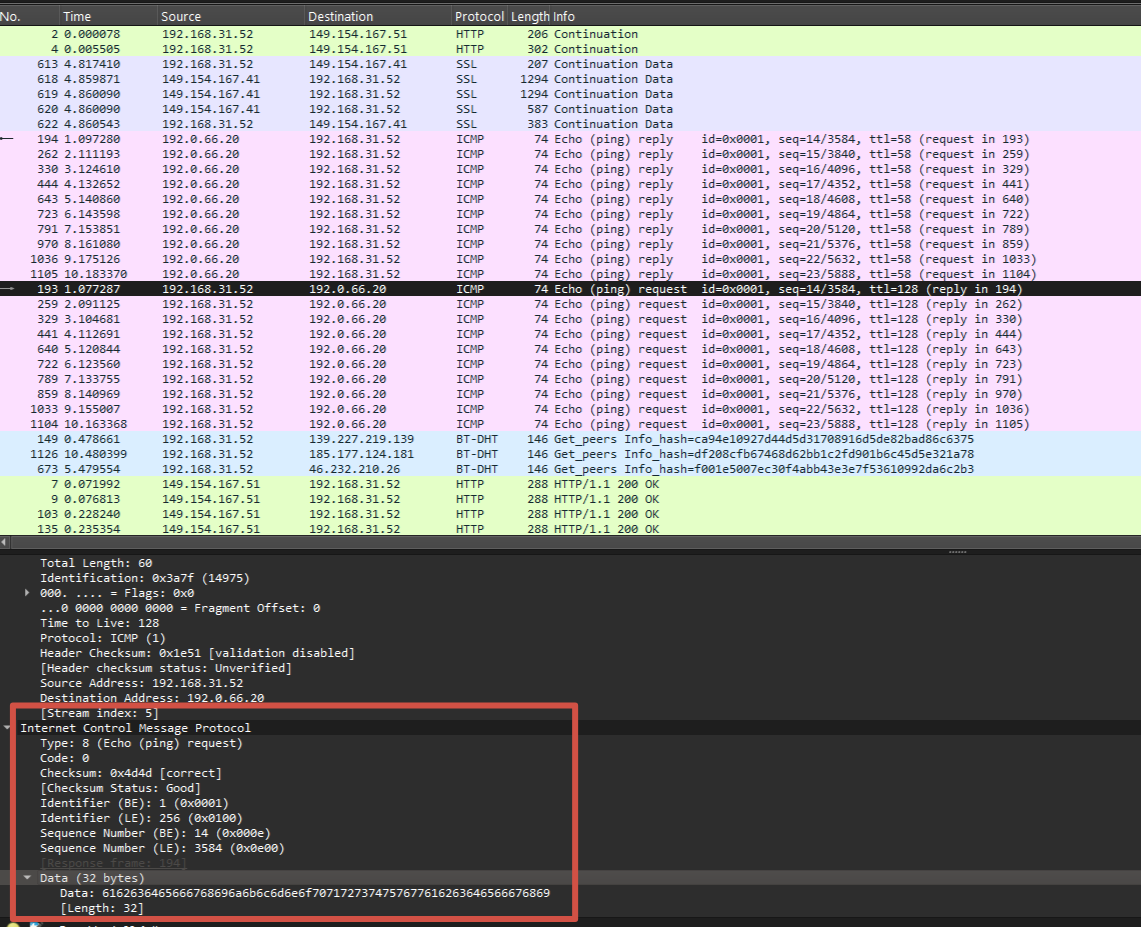 No. Time Source Destination Protocol Length Info
2 0.000078 192.168.31.52 149.154.167.51 HTTP 206 Continuation
4 0.005505 192.168.31.52 149.154.167.51 HTTP 302 Continuation
613 4.817410 192.168.31.52 149.154.167.41 SSL 207 Continuation Data
618 4.859871 149.154.167.41 192.168.31.52 SSL 1294 Continuation Data
619 4.860090 149.154.167.41 192.168.31.52 SSL 1294 Continuation Data
620 4.860090 149.154.167.41 192.168.31.52 SSL 587 Continuation Data
622 4.860543 192.168.31.52 149.154.167.41 SSL 383 Continuation Data
194 1.097280 192.0.66.20 192.168.31.52 ICMP 74 Echo (ping) reply id=0x0001, seq=14/3584, ttl=58 (request in 193)
262 2.111193 192.0.66.20 192.168.31.52 ICMP 74 Echo (ping) reply id=0x0001, seq=15/3840, ttl=58 (request in 259)
330 3.124610 192.0.66.20 192.168.31.52 ICMP 74 Echo (ping) reply id=0x0001, seq=16/4096, ttl=58 (request in 329)
444 4.132652 192.0.66.20 192.168.31.52 ICMP 74 Echo (ping) reply id=0x0001, seq=17/4352, ttl=58 (request in 441)
643 5.140860 192.0.66.20 192.168.31.52 ICMP 74 Echo (ping) reply id=0x0001, seq=18/4608, ttl=58 (request in 640)
723 6.143598 192.0.66.20 192.168.31.52 ICMP 74 Echo (ping) reply id=0x0001, seq=19/4864, ttl=58 (request in 722)
791 7.153851 192.0.66.20 192.168.31.52 ICMP 74 Echo (ping) reply id=0x0001, seq=20/5120, ttl=58 (request in 789)
970 8.161080 192.0.66.20 192.168.31.52 ICMP 74 Echo (ping) reply id=0x0001, seq=21/5376, ttl=58 (request in 859)
1036 9.175126 192.0.66.20 192.168.31.52 ICMP 74 Echo (ping) reply id=0x0001, seq=22/5632, ttl=58 (request in 1033)
1105 10.183370 192.0.66.20 192.168.31.52 ICMP 74 Echo (ping) reply id=0x0001, seq=23/5888, ttl=58 (request in 1104)
193 1.077287 192.168.31.52 192.0.66.20 ICMP 74 Echo (ping) request id=0x0001, seq=14/3584, ttl=128 (reply in 194)
259 2.091125 192.168.31.52 192.0.66.20 ICMP 74 Echo (ping) request id=0x0001, seq=15/3840, ttl=128 (reply in 262)
329 3.104681 192.168.31.52 192.0.66.20 ICMP 74 Echo (ping) request id=0x0001, seq=16/4096, ttl=128 (reply in 330)
441 4.112691 192.168.31.52 192.0.66.20 ICMP 74 Echo (ping) request id=0x0001, seq=17/4352, ttl=128 (reply in 444)
640 5.120844 192.168.31.52 192.0.66.20 ICMP 74 Echo (ping) request id=0x0001, seq=18/4608, ttl=128 (reply in 643)
722 6.123560 192.168.31.52 192.0.66.20 ICMP 74 Echo (ping) request id=0x0001, seq=19/4864, ttl=128 (reply in 723)
789 7.133755 192.168.31.52 192.0.66.20 ICMP 74 Echo (ping) request id=0x0001, seq=20/5120, ttl=128 (reply in 791)
859 8.140969 192.168.31.52 192.0.66.20 ICMP 74 Echo (ping) request id=0x0001, seq=21/5376, ttl=128 (reply in 970)
1033 9.155007 192.168.31.52 192.0.66.20 ICMP 74 Echo (ping) request id=0x0001, seq=22/5632, ttl=128 (reply in 1036)
1104 10.163368 192.168.31.52 192.0.66.20 ICMP 74 Echo (ping) request id=0x0001, seq=23/5888, ttl=128 (reply in 1105)
149 0.478661 192.168.31.52 139.227.219.139 BT-DHT 146 Get_peers Info_hash=ca94e10927d44d5d31708916d5de82bad86c6375
1126 10.480399 192.168.31.52 185.177.124.181 BT-DHT 146 Get_peers Info_hash=df208cfb67468d62bb1c2fd901b6c45d5e321a78
673 5.479554 192.168.31.52 46.232.210.26 BT-DHT 146 Get_peers Info_hash=f001e5007ec30f4abb43e3e7f53610992da6c2b3
7 0.071992 149.154.167.51 192.168.31.52 HTTP 288 HTTP/1.1 200 OK
9 0.076813 149.154.167.51 192.168.31.52 HTTP 288 HTTP/1.1 200 OK
103 0.228240 149.154.167.51 192.168.31.52 HTTP 288 HTTP/1.1 200 OK
135 0.235354 149.154.167.51 192.168.31.52 HTTP 288 HTTP/1.1 200 OK
Total Length: 60
Identification: 0x3a7f (14975)
000. .... = Flags: 0x0
...0 0000 0000 0000 = Fragment Offset: 0
Time to Live: 128
Protocol: ICMP (1)
Header Checksum: 0x1e51 [validation disabled]
[Header checksum status: Unverified]
Source Address: 192.168.31.52
Destination Address: 192.0.66.20
[Stream index: 5]
Internet Control Message Protocol
Type: 8 (Echo (ping) request)
Code: 0
Checksum: 0x4d4d [correct]
[Checksum Status: Good]
Identifier (BE): 1 (0x0001)
Identifier (LE): 256 (0x0100)
Sequence Number (BE): 14 (0x000e)
Sequence Number (LE): 3584 (0x0e00)
[Response frame: 194]
Data (32 bytes)
Data: 6162636465666768696a6b6c6d6e6f7071727374757677616263646566676869
[Length: 32]